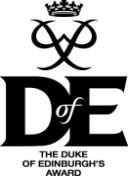 DofE
THE DUKE
OF EDINBURGH'S
AWARD